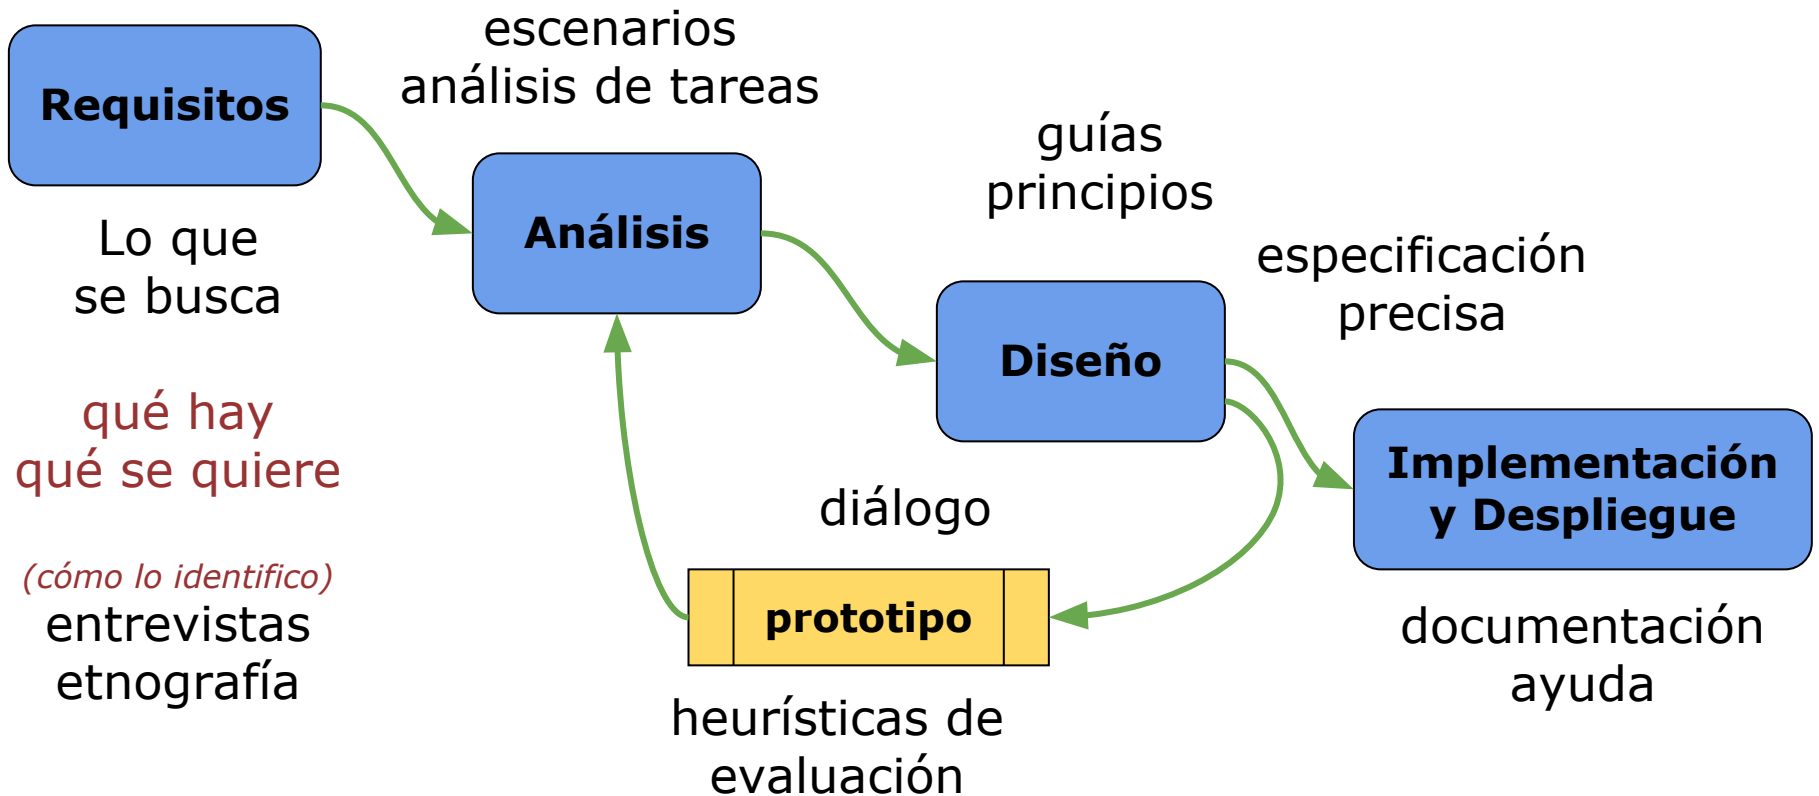 Requisitos
Lo que
se busca
qué hay
qué se quiere
(cómo lo identifico)
entrevistas
etnografía
escenarios
análisis de tareas
Análisis
guías
principios
Diseño
especificación
precisa
Implementación
y Despliegue
documentación
ayuda
diálogo
prototipo
heurísticas de
evaluación